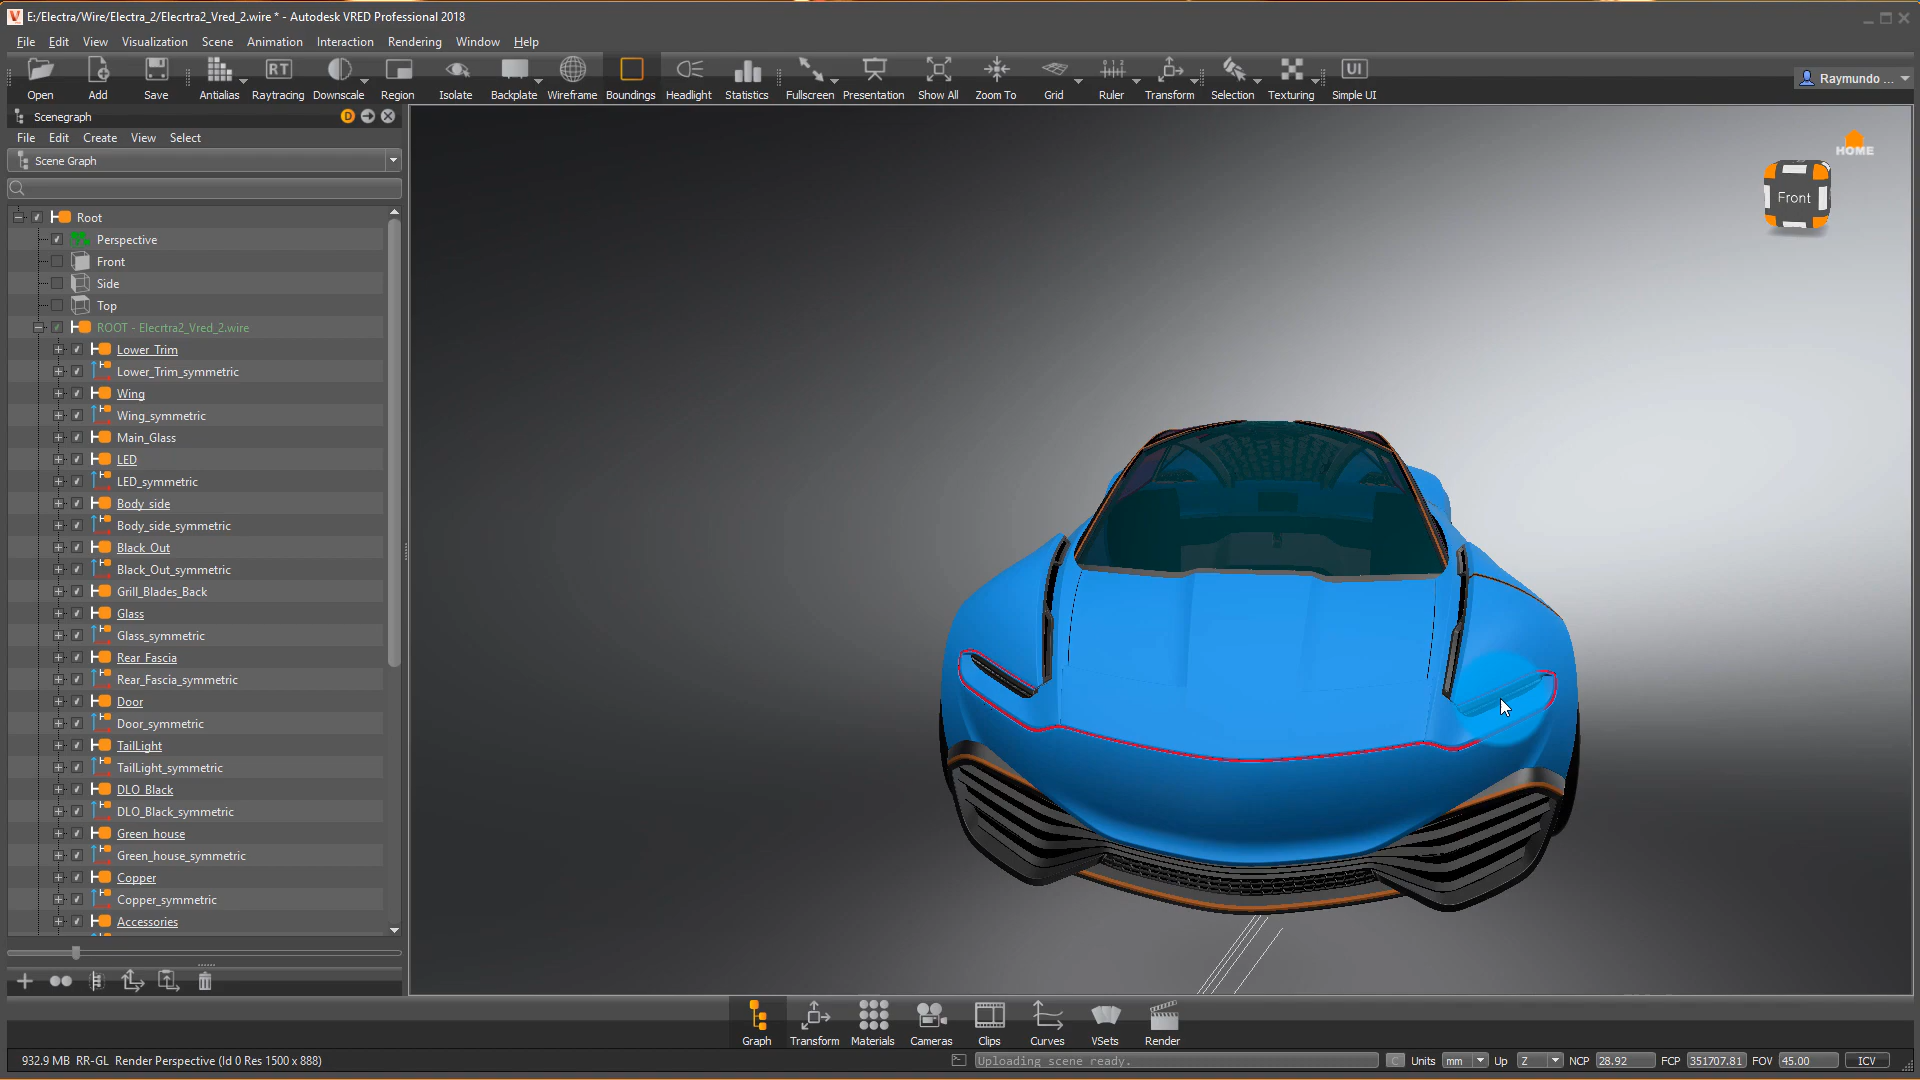 E:/Electra/Wire/Electra_2/Elecrtra2_Vred_2.wire * - Autodesk VRED Professional 2018
File Edit View Visualization Scene Animation Interaction Rendering Window Help
RT UI
Open Add Save Antialias Raytracing Downscale Region Isolate Backplate Wireframe Boundings Headlight Statistics Fullscreen Presentation Show All Zoom To Grid Ruler Transform Selection Texturing Simple UI
Raymundo ...
Scenegraph
D
File Edit Create View Select
Scene Graph
HOME
Front
Root
Perspective
Front
Side
Top
ROOT - Elecrtra2_Vred_2.wire
Lower_Trim
Lower_Trim_symmetric
Wing
Wing_symmetric
Main_Glass
LED
LED_symmetric
Body_side
Body_side_symmetric
Black_Out
Black_Out_symmetric
Grill_Blades_Back
Glass
Glass_symmetric
Rear_Fascia
Rear_Fascia_symmetric
Door
Door_symmetric
TailLight
TailLight_symmetric
DLO_Black
DLO_Black_symmetric
Green_house
Green_house_symmetric
Copper
Copper_symmetric
Accessories
Graph Transform Materials Cameras Clips Curves VSets Render
932.9 MB RR-GL Render Perspective (Id 0 Res 1500 x 888)
Uploading scene ready.
C Units mm Up Z NCP 28.92 FCP 351707.81 FOV 45.00 ICV